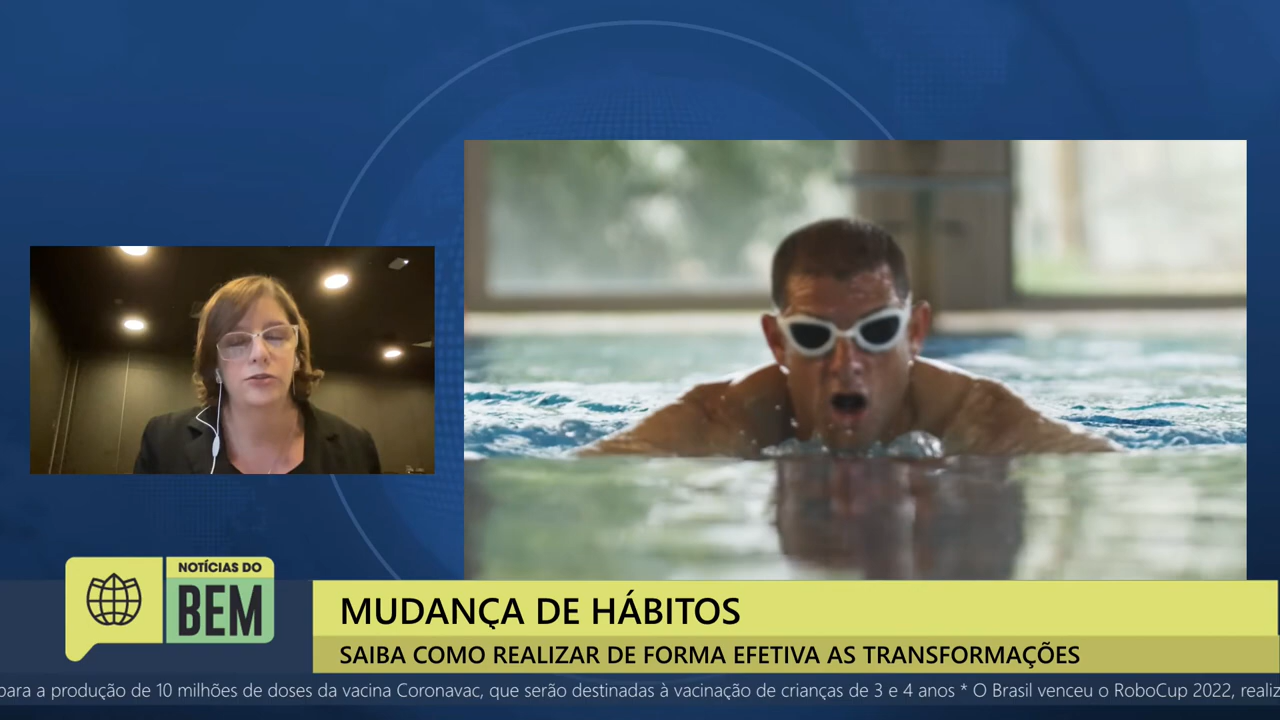 NOTÍCIAS DO
BEM
MUDANÇA DE HÁBITOS
SAIBA COMO REALIZAR DE FORMA EFETIVA AS TRANSFORMAÇÕES
para a produção de 10 milhões de doses da vacina Coronavac, que serão destinadas à vacinação de crianças de 3 e 4 anos * O Brasil venceu o RoboCup 2022, realiz